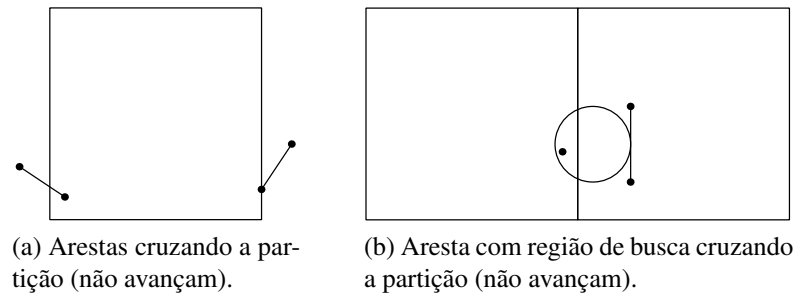 (a) Arestas cruzando a par-
tição (não avançam).
(b) Aresta com região de busca cruzando
a partição (não avançam).